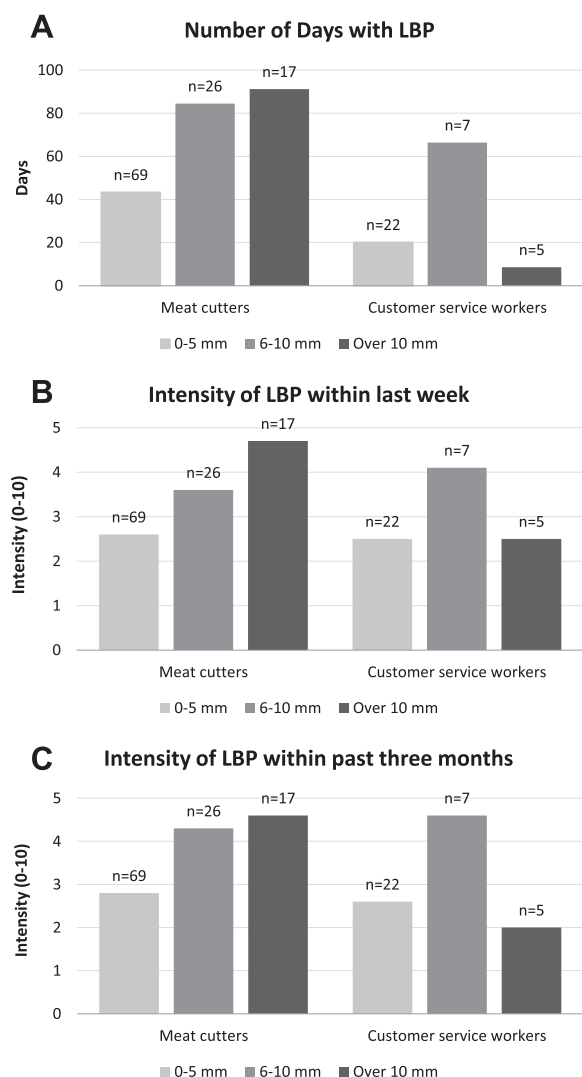 A
Number of Days with LBP
100
80
60
40
20
0
Days
n=69
n=26
n=17
n=22
n=7
n=5
Meat cutters
Customer service workers
0-5 mm 6-10 mm Over 10 mm
B
Intensity of LBP within last week
5
4
3
2
1
0
Intensity (0-10)
n=69
n=26
n=17
n=22
n=7
n=5
Meat cutters
Customer service workers
0-5 mm 6-10 mm Over 10 mm
C
Intensity of LBP within past three months
5
4
3
2
1
0
Intensity (0-10)
n=69
n=26
n=17
n=22
n=7
n=5
Meat cutters
Customer service workers
0-5 mm 6-10 mm Over 10 mm